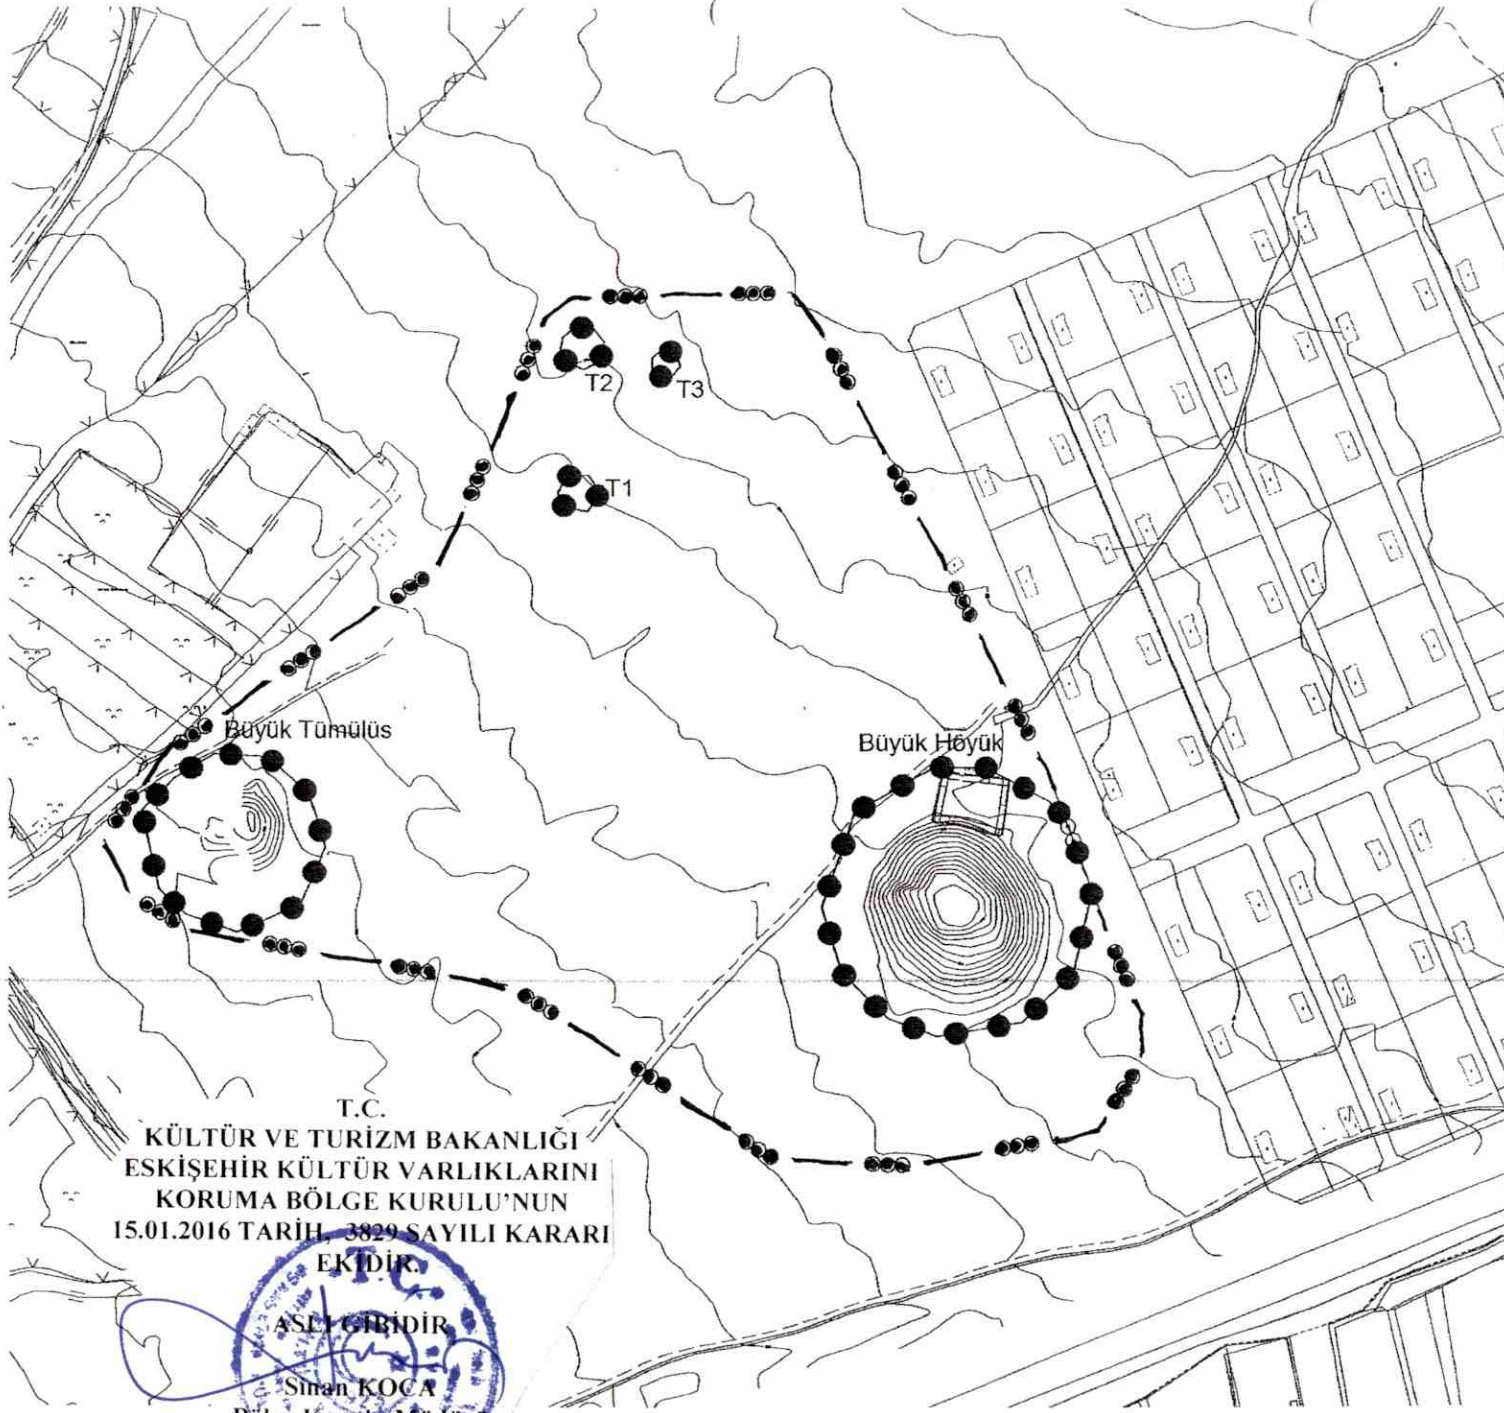 T2
T3
T1
Büyük Tümülüs
Büyük Höyük
T.C.
KÜLTÜR VE TURİZM BAKANLIĞI
ESKİŞEHİR KÜLTÜR VARLIKLARINI
KORUMA BÖLGE KURULU'NUN
15.01.2016 TARİH, 3829 SAYILI KARARI
EKİDİR.
T.C.
ASLI GİBİDİR
Sinan KOCA